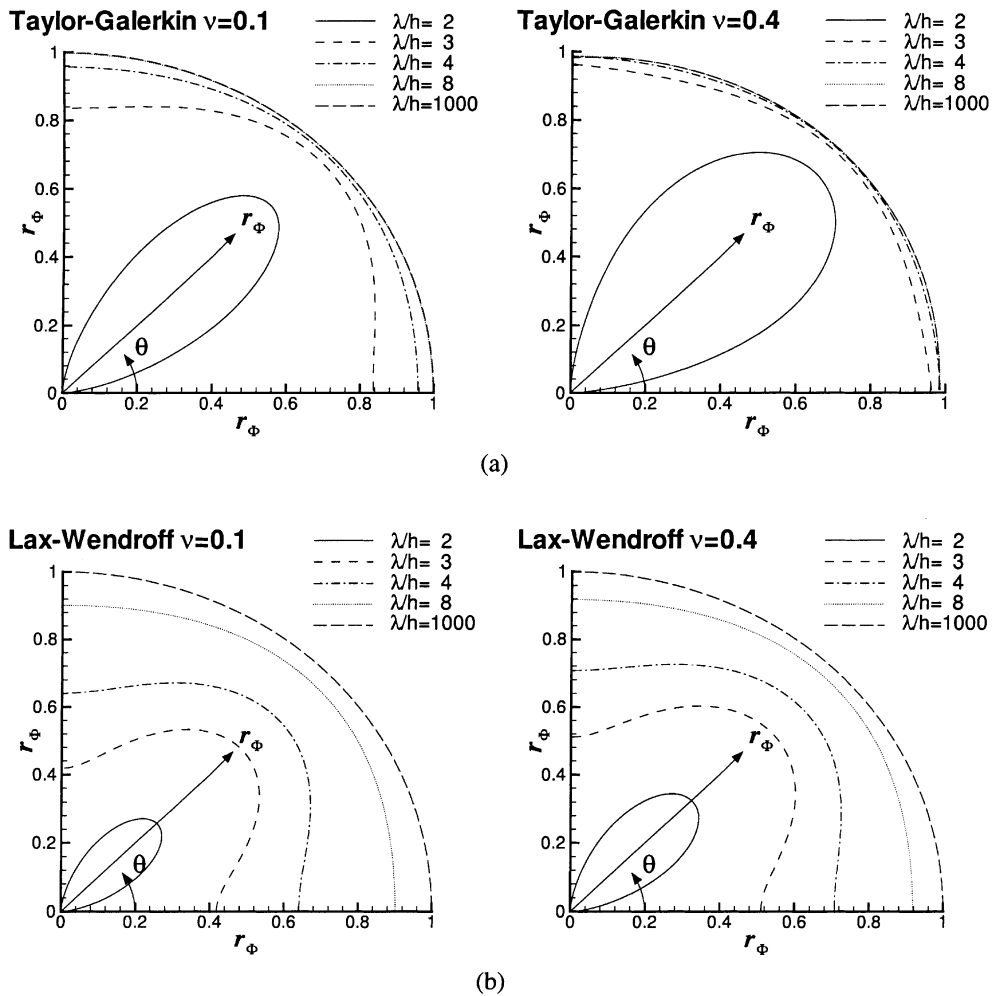 Taylor-Galerkin ν=0.1
λ/h= 2
λ/h= 3
λ/h= 4
λ/h= 8
λ/h=1000
1
0.8
0.6
0.4
0.2
0
r_Φ
r_Φ
θ
0
0.2
0.4
0.6
0.8
1
r_Φ
Taylor-Galerkin ν=0.4
λ/h= 2
λ/h= 3
λ/h= 4
λ/h= 8
λ/h=1000
1
0.8
0.6
0.4
0.2
0
r_Φ
r_Φ
θ
0
0.2
0.4
0.6
0.8
1
r_Φ
(a)
Lax-Wendroff ν=0.1
λ/h= 2
λ/h= 3
λ/h= 4
λ/h= 8
λ/h=1000
1
0.8
0.6
0.4
0.2
0
r_Φ
r_Φ
θ
0
0.2
0.4
0.6
0.8
1
r_Φ
Lax-Wendroff ν=0.4
λ/h= 2
λ/h= 3
λ/h= 4
λ/h= 8
λ/h=1000
1
0.8
0.6
0.4
0.2
0
r_Φ
r_Φ
θ
0
0.2
0.4
0.6
0.8
1
r_Φ
(b)